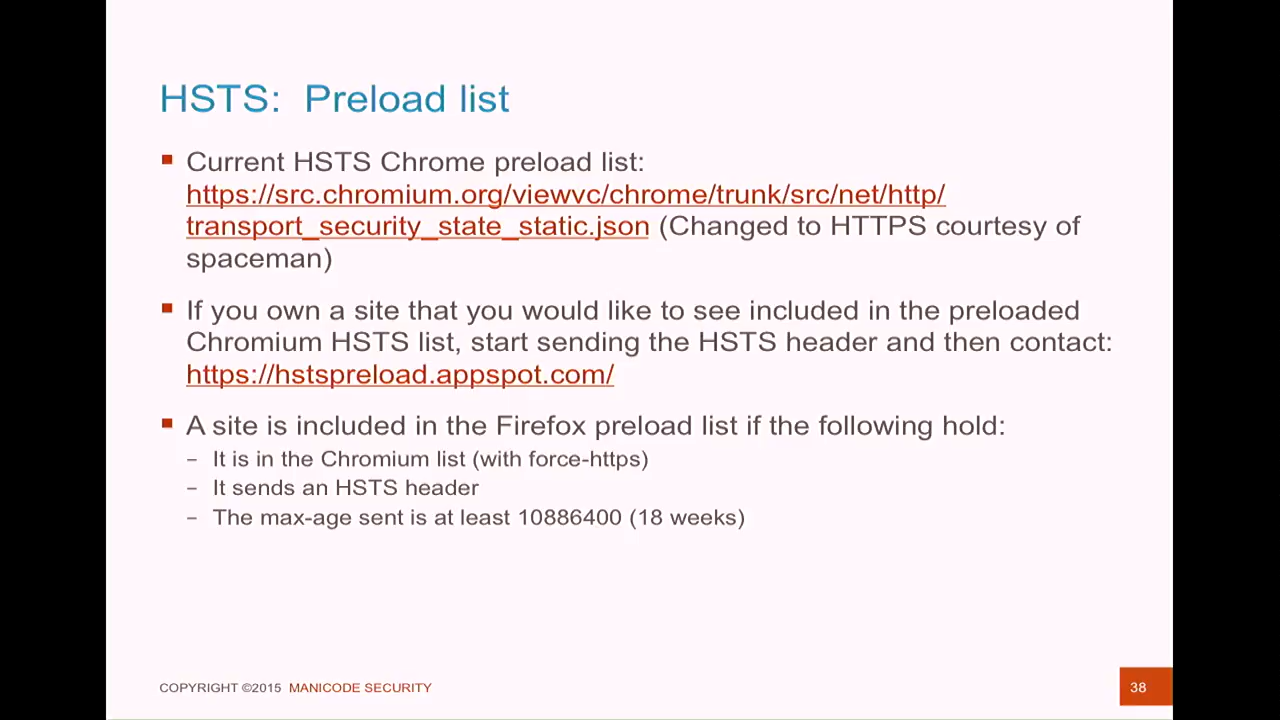 HSTS: Preload list
▪ Current HSTS Chrome preload list:
https://src.chromium.org/viewvc/chrome/trunk/src/net/http/
transport_security_state_static.json (Changed to HTTPS courtesy of
spaceman)
▪ If you own a site that you would like to see included in the preloaded
Chromium HSTS list, start sending the HSTS header and then contact:
https://hstspreload.appspot.com/
▪ A site is included in the Firefox preload list if the following hold:
– It is in the Chromium list (with force-https)
– It sends an HSTS header
– The max-age sent is at least 10886400 (18 weeks)
COPYRIGHT ©2015 MANICODE SECURITY
38